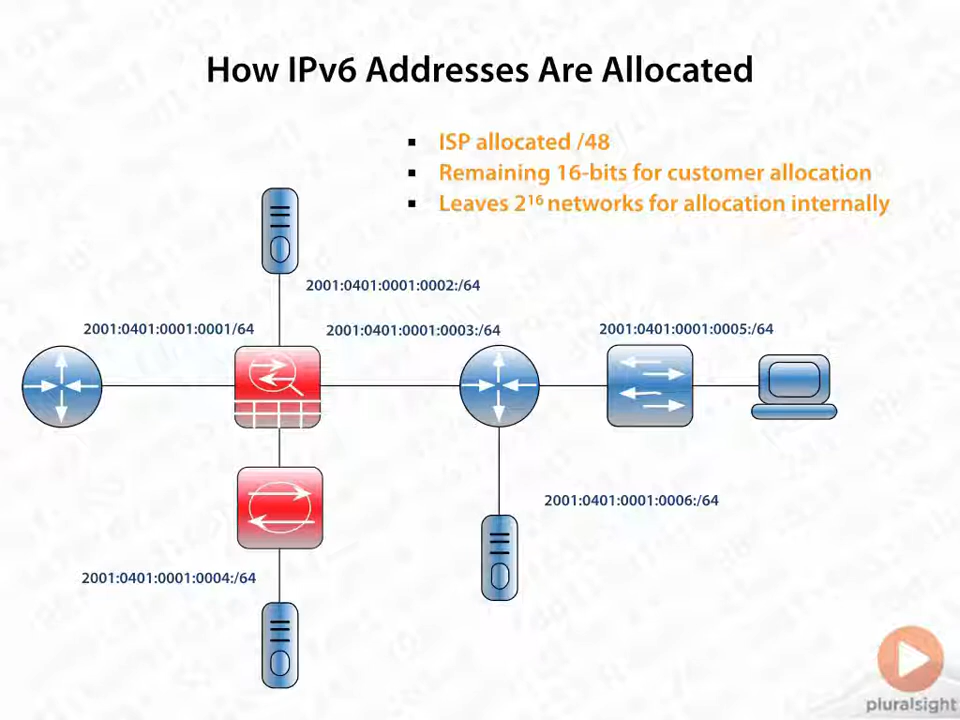 How IPv6 Addresses Are Allocated
▪ ISP allocated /48
▪ Remaining 16-bits for customer allocation
▪ Leaves 2¹⁶ networks for allocation internally
2001:0401:0001:0002:/64
2001:0401:0001:0001/64
2001:0401:0001:0003:/64
2001:0401:0001:0005:/64
2001:0401:0001:0006:/64
2001:0401:0001:0004:/64
pluralsight